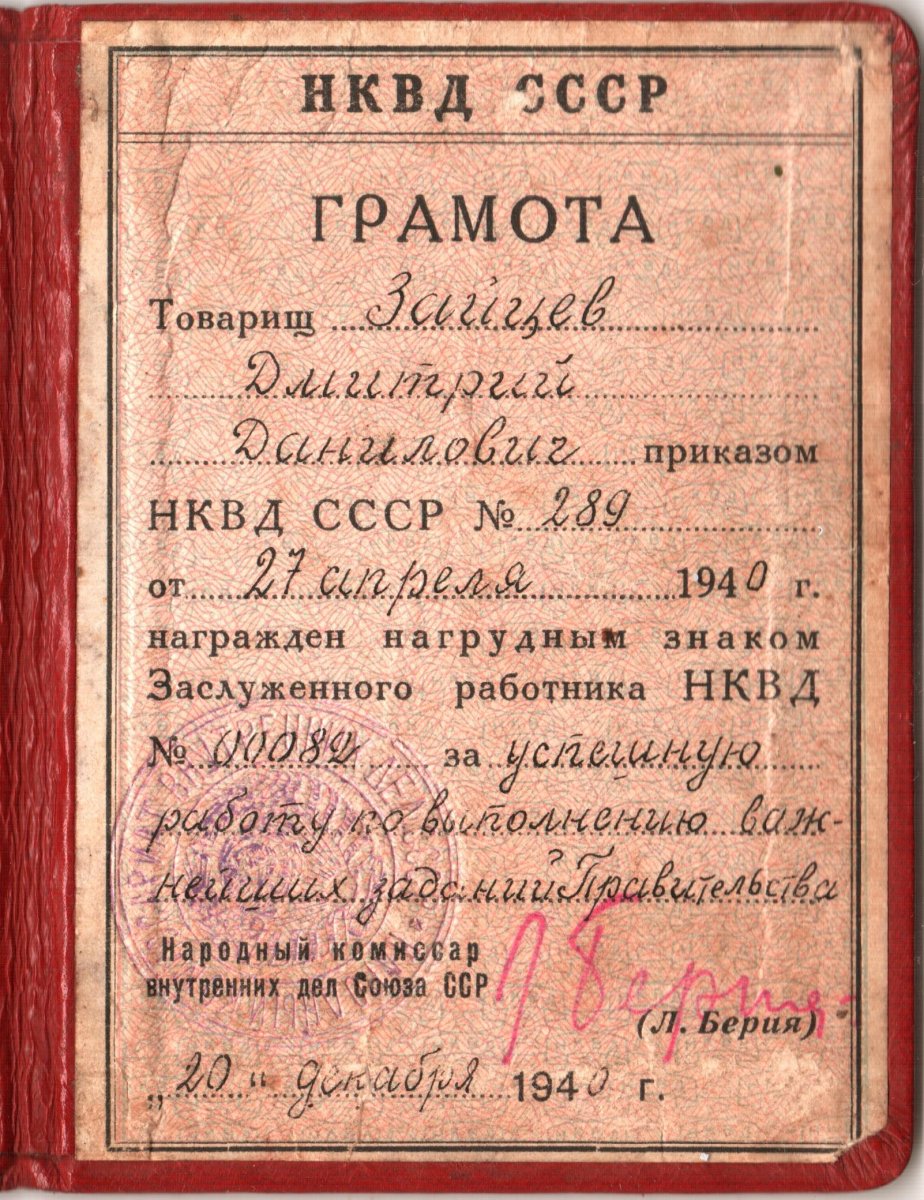 НКВД СССР
ГРАМОТА
Товарищ Зайцев
Дмитрий
Данилович приказом
НКВД СССР № 289
от 27 апреля 1940 г.
награжден нагрудным знаком
Заслуженного работника НКВД
№ 00082 за успешную
работу по выполнению важ-
нейших заданий Правительства
Народный комиссар
внутренних дел Союза ССР
Л Берия
(Л. Берия)
„20" декабря 1940 г.